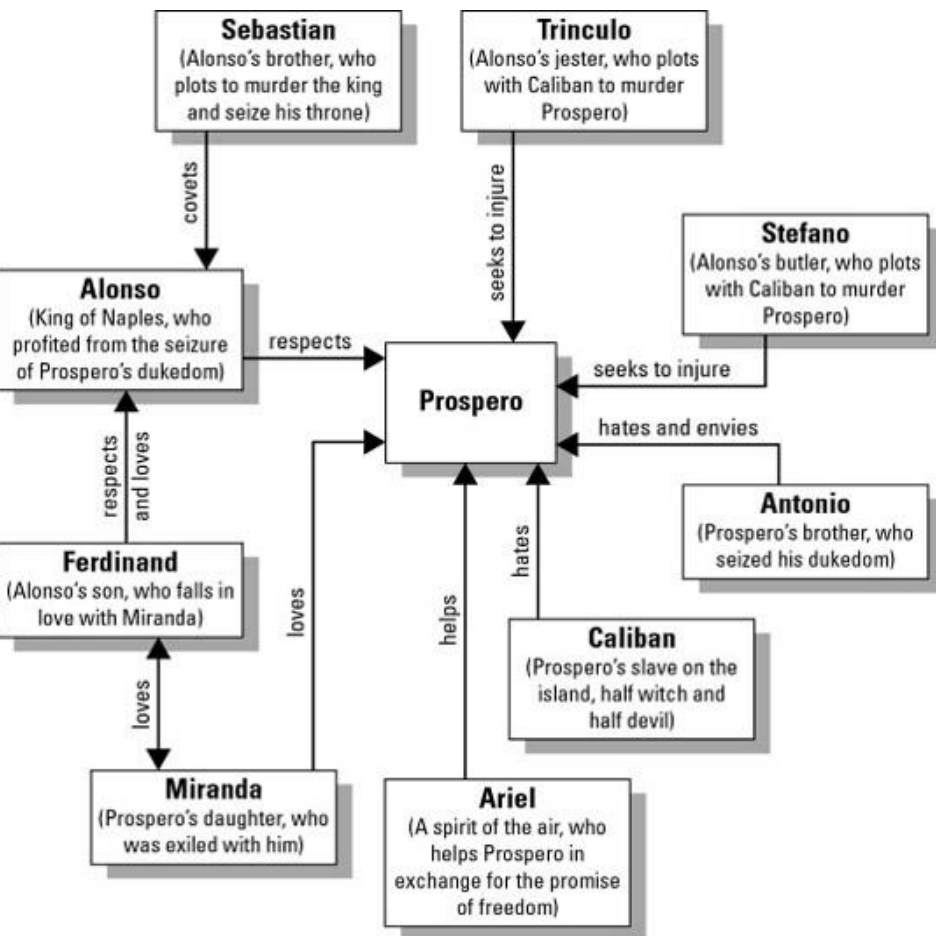 Sebastian
(Alonso's brother, who
plots to murder the king
and seize his throne)
Trinculo
(Alonso's jester, who plots
with Caliban to murder
Prospero)
covets
seeks to injure
Stefano
(Alonso's butler, who plots
with Caliban to murder
Prospero)
Alonso
(King of Naples, who
profited from the seizure
of Prospero's dukedom)
respects
Prospero
seeks to injure
hates and envies
respects
and loves
Antonio
(Prospero's brother, who
seized his dukedom)
Ferdinand
(Alonso's son, who falls in
love with Miranda)
loves
helps
hates
Caliban
(Prospero's slave on the
island, half witch and
half devil)
loves
Miranda
(Prospero's daughter, who
was exiled with him)
Ariel
(A spirit of the air, who
helps Prospero in
exchange for the promise
of freedom)